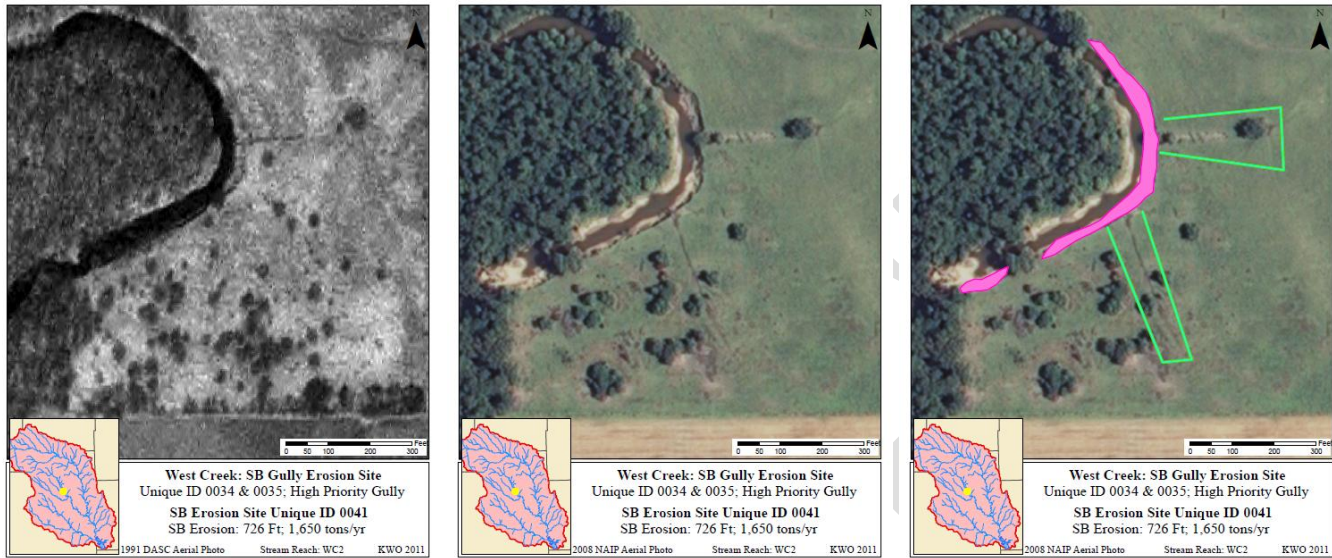 N
0 100 200 300 Feet
West Creek: SB Gully Erosion Site
Unique ID 0034 & 0035; High Priority Gully
SB Erosion Site Unique ID 0041
SB Erosion: 726 Ft; 1,650 tons/yr
1991 DASC Aerial Photo Stream Reach: WC2 KWO 2011
N
0 100 200 300 Feet
West Creek: SB Gully Erosion Site
Unique ID 0034 & 0035; High Priority Gully
SB Erosion Site Unique ID 0041
SB Erosion: 726 Ft; 1,650 tons/yr
2008 NAIP Aerial Photo Stream Reach: WC2 KWO 2011
N
0 100 200 300 Feet
West Creek: SB Gully Erosion Site
Unique ID 0034 & 0035; High Priority Gully
SB Erosion Site Unique ID 0041
SB Erosion: 726 Ft; 1,650 tons/yr
2008 NAIP Aerial Photo Stream Reach: WC2 KWO 2011